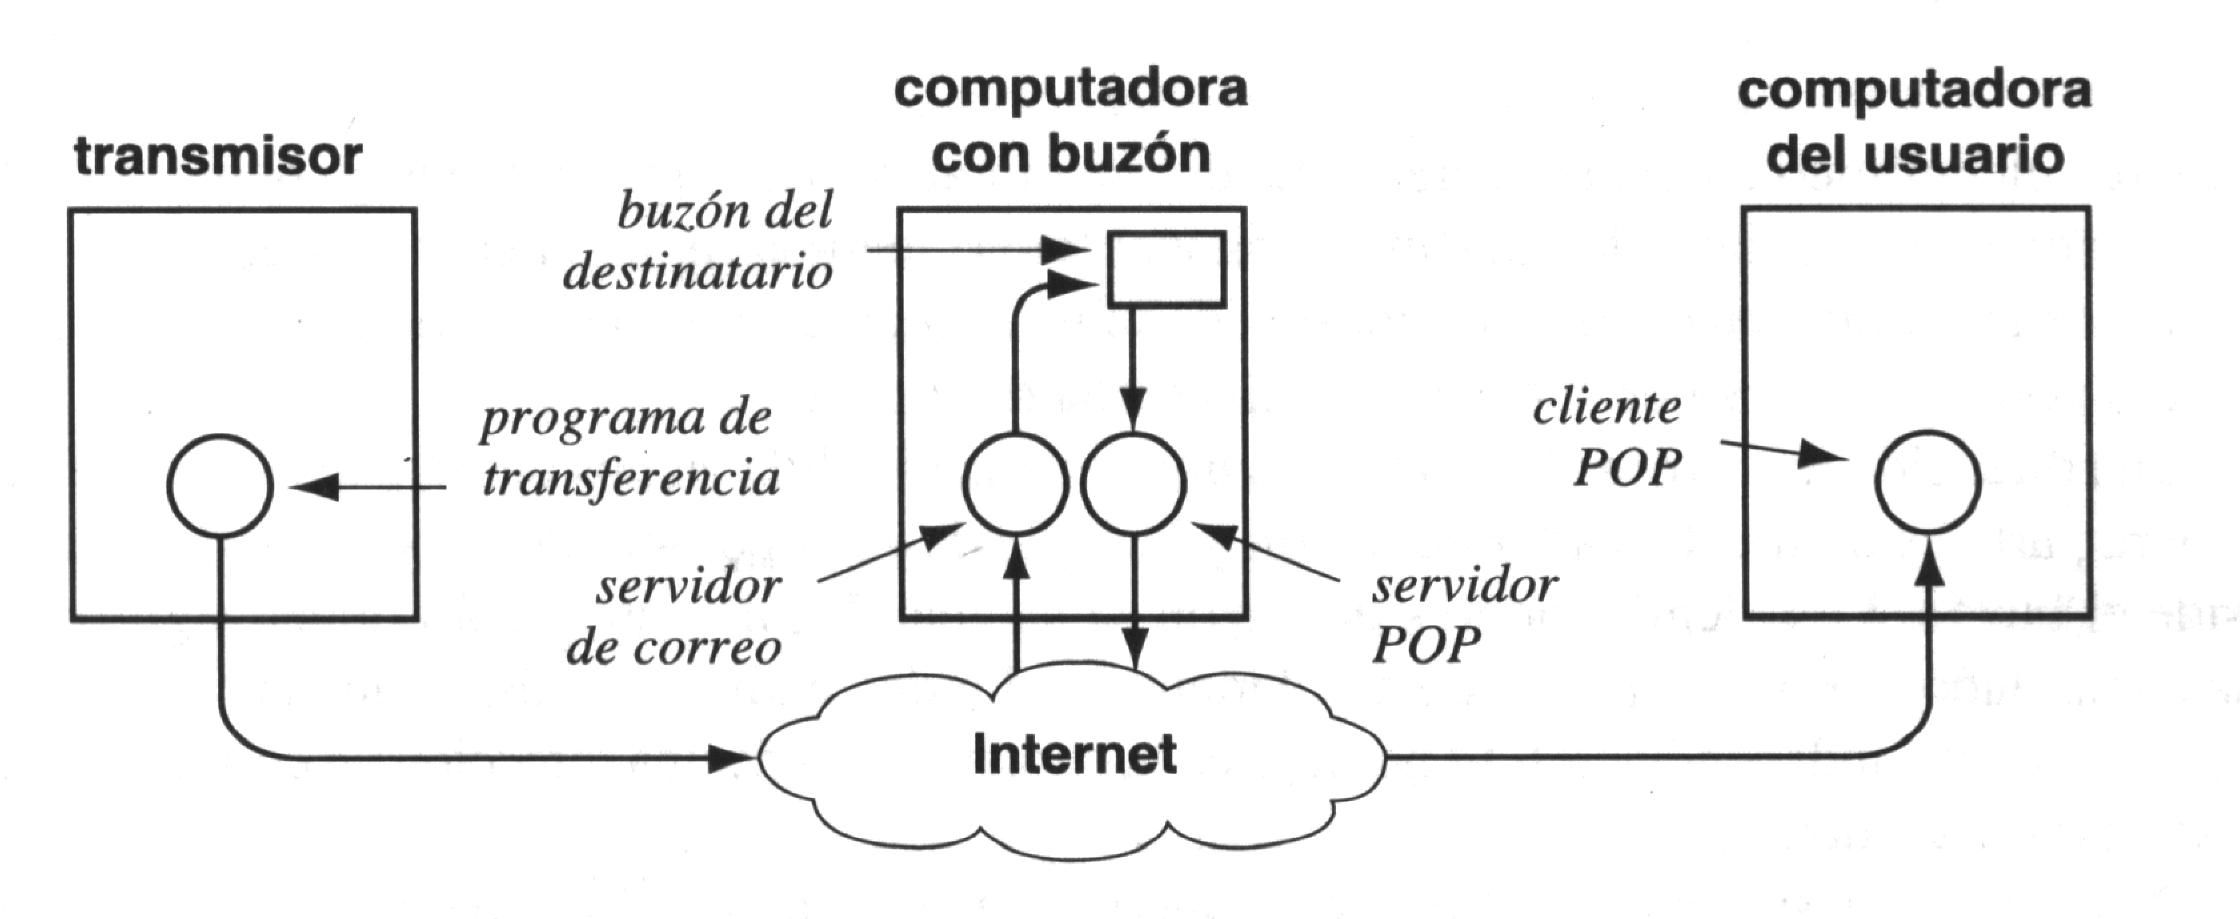 transmisor
computadora
con buzón
computadora
del usuario
buzón del
destinatario
programa de
transferencia
servidor
de correo
servidor
POP
cliente
POP
Internet